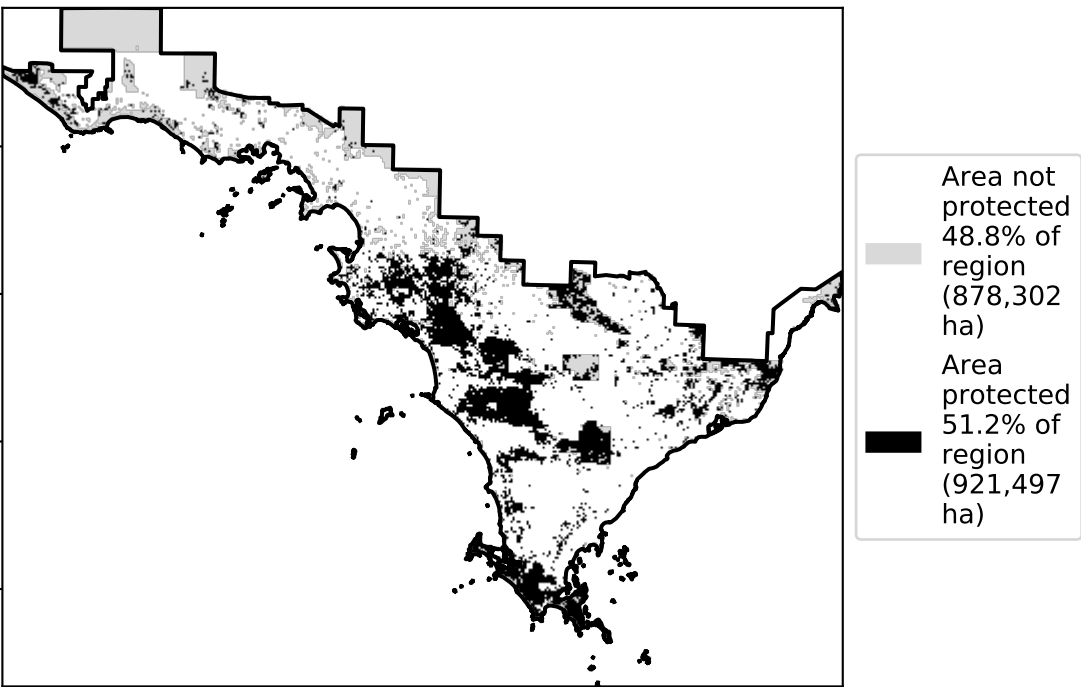 Area not
protected
48.8% of
region
(878,302
ha)
Area
protected
51.2% of
region
(921,497
ha)